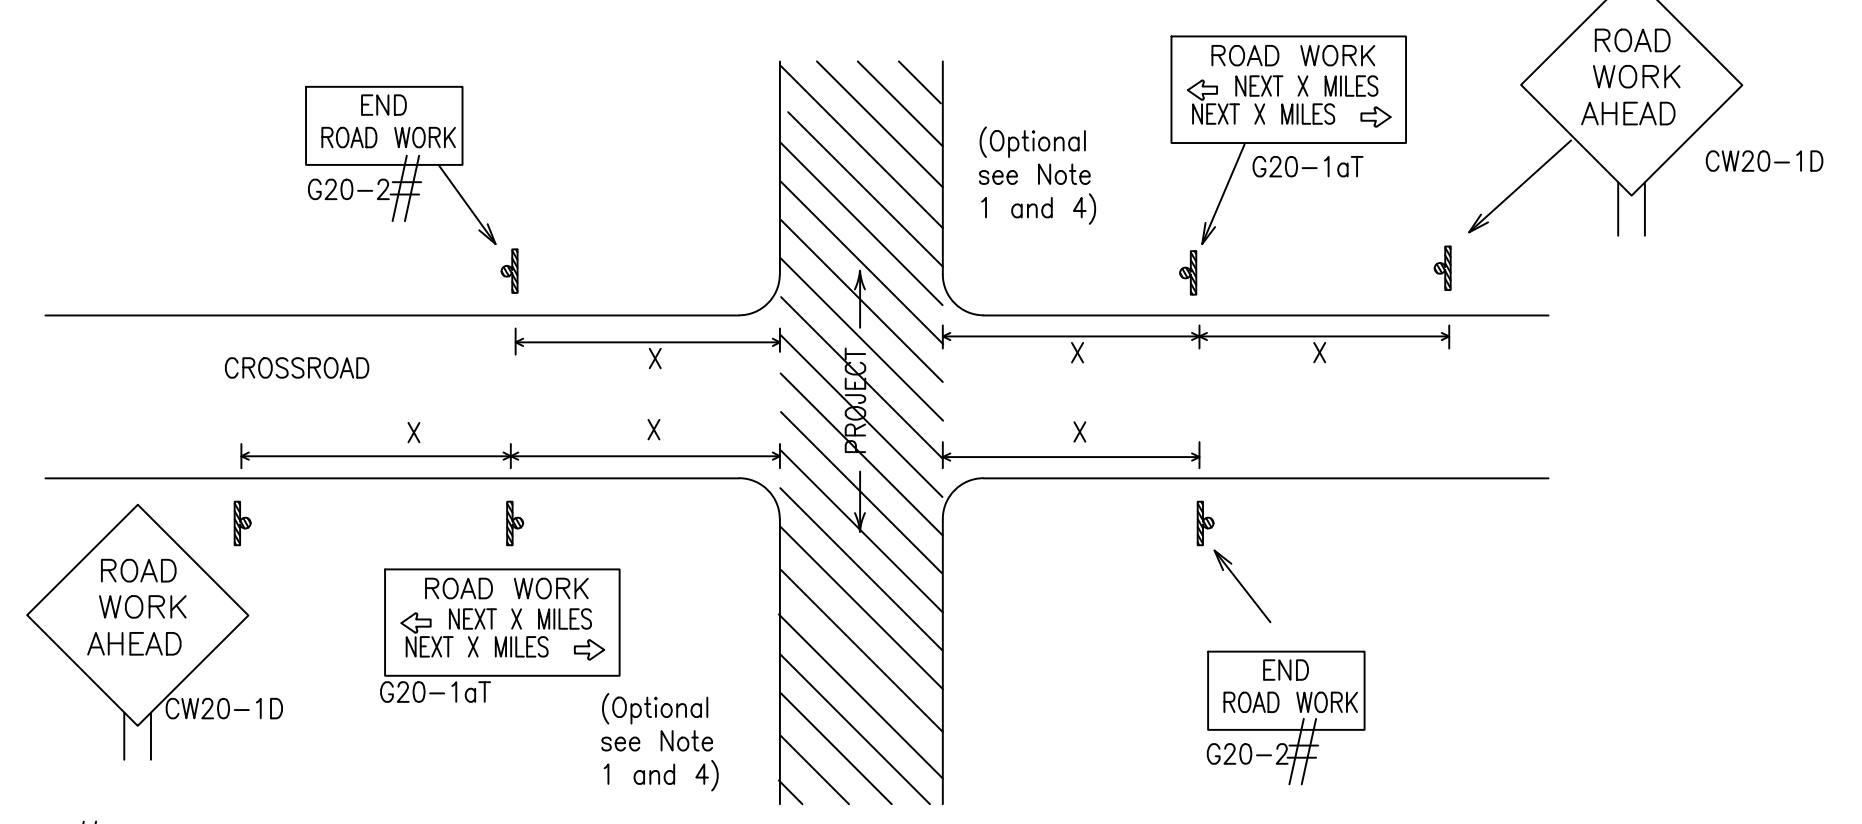 END
ROAD WORK
G20-2
ROAD WORK
NEXT X MILES
NEXT X MILES
G20-1aT
(Optional
see Note
1 and 4)
ROAD
WORK
AHEAD
CW20-1D
X
X
X
CROSSROAD
PROJECT
X
X
X
ROAD
WORK
AHEAD
CW20-1D
ROAD WORK
NEXT X MILES
NEXT X MILES
G20-1aT
(Optional
see Note
1 and 4)
END
ROAD WORK
G20-2